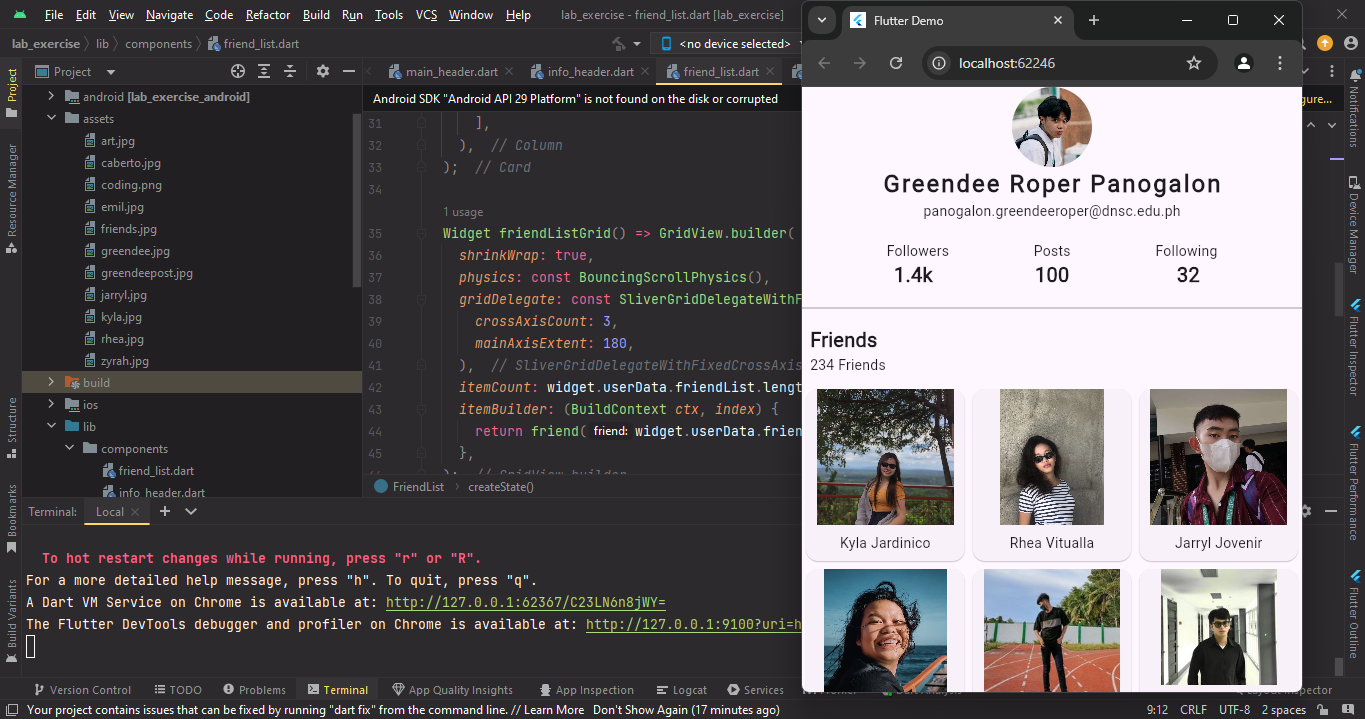 File Edit View Navigate Code Refactor Build Run Tools VCS Window Help lab_exercise - friend_list.dart [lab_exercise]
lab_exercise lib components friend_list.dart <no device selected>
Project main_header.dart info_header.dart friend_list.dart
Android SDK "Android API 29 Platform" is not found on the disk or corrupted
gure...
android [lab_exercise_android]
assets
art.jpg
caberto.jpg
coding.png
emil.jpg
friends.jpg
greendee.jpg
greendeepost.jpg
jarryl.jpg
kyla.jpg
rhea.jpg
zyrah.jpg
build
ios
lib
components
friend_list.dart
info_header.dart
Project
Resource Manager
Structure
Bookmarks
Build Variants
31 ],
32 ), // Column
33 ); // Card
34
1 usage
35 Widget friendListGrid() => GridView.builder(
36 shrinkWrap: true,
37 physics: const BouncingScrollPhysics(),
38 gridDelegate: const SliverGridDelegateWithF
39 crossAxisCount: 3,
40 mainAxisExtent: 180,
41 ), // SliverGridDelegateWithFixedCrossAxis
42 itemCount: widget.userData.friendList.lengt
43 itemBuilder: (BuildContext ctx, index) {
44 return friend( friend: widget.userData.frien
45 },
); // GridView.builder
FriendList createState()
Terminal: Local
To hot restart changes while running, press "r" or "R".
For a more detailed help message, press "h". To quit, press "q".
A Dart VM Service on Chrome is available at: http://127.0.0.1:62367/C23LN6n8jWY=
The Flutter DevTools debugger and profiler on Chrome is available at: http://127.0.0.1:9100?uri=h
Flutter Demo
localhost:62246
Greendee Roper Panogalon
panogalon.greendeeroper@dnsc.edu.ph
Followers Posts Following
1.4k 100 32
Friends
234 Friends
Kyla Jardinico Rhea Vitualla Jarryl Jovenir
Notifications
Device Manager
Flutter Inspector
Flutter Performance
Flutter Outline
Version Control TODO Problems Terminal App Quality Insights App Inspection Logcat Services
Your project contains issues that can be fixed by running "dart fix" from the command line. // Learn More Don't Show Again (17 minutes ago)
9:12 CRLF UTF-8 2 spaces